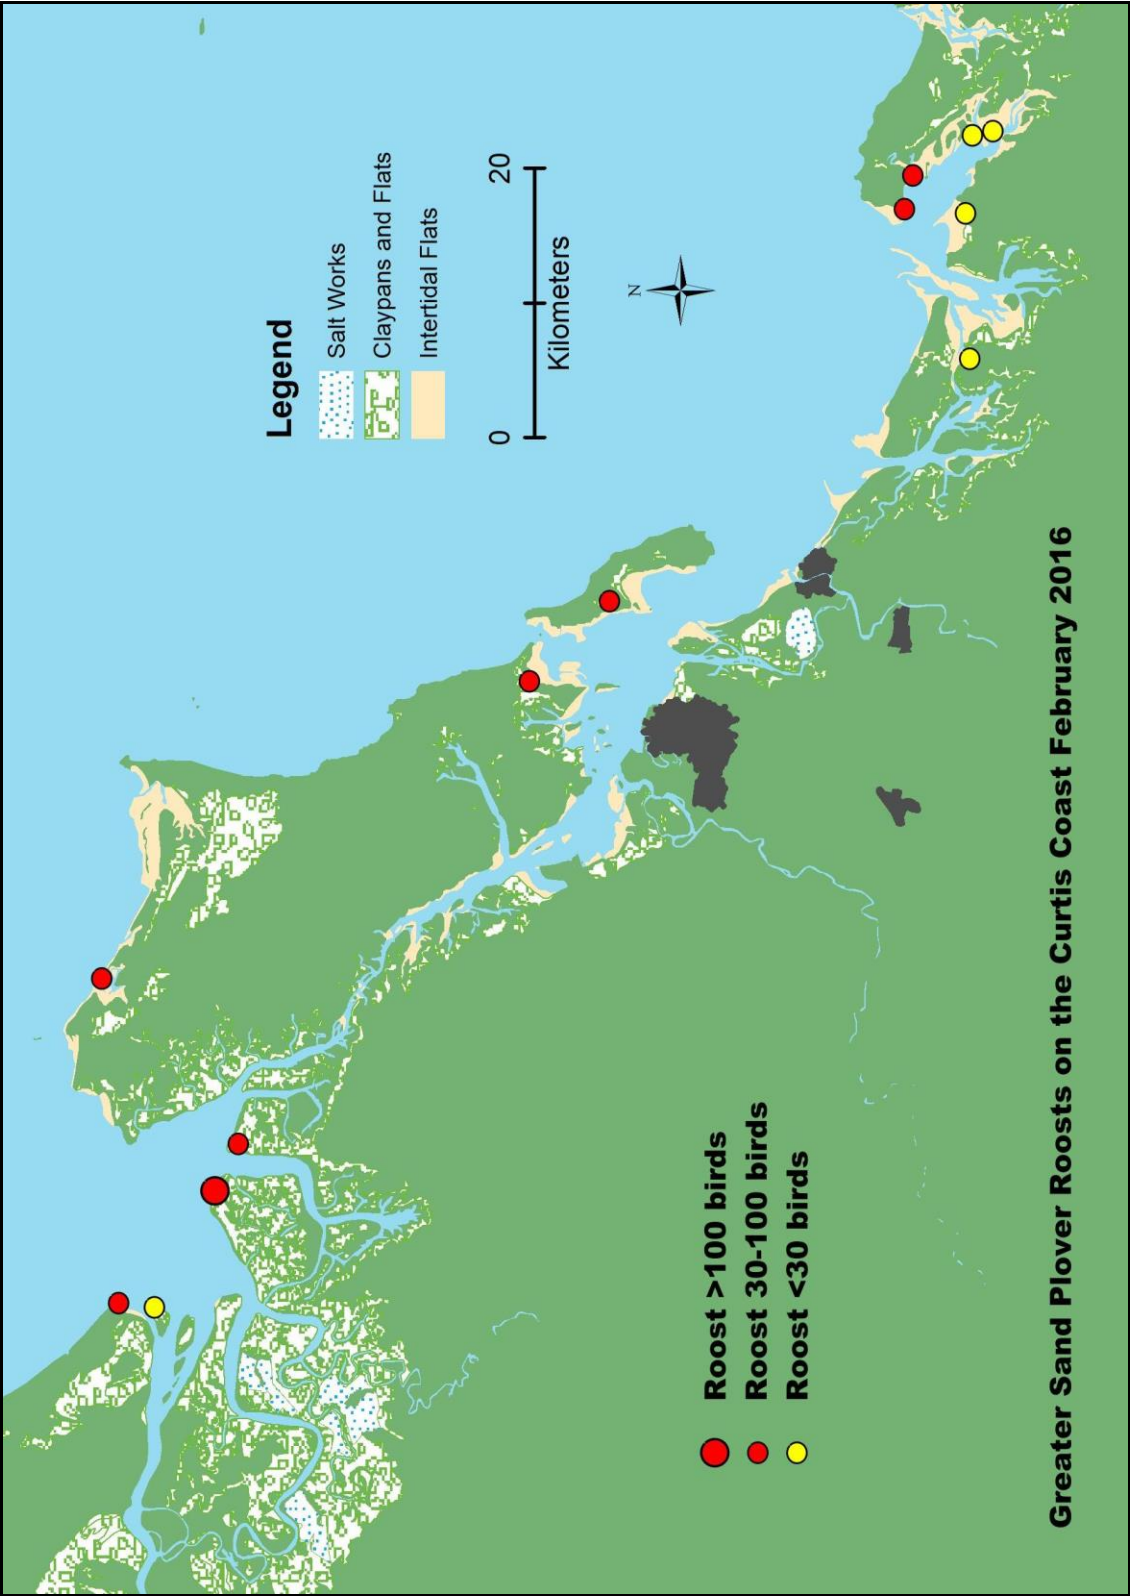 Legend
Salt Works
Claypans and Flats
Intertidal Flats
0 20
Kilometers
N
Roost >100 birds
Roost 30-100 birds
Roost <30 birds
Greater Sand Plover Roosts on the Curtis Coast February 2016